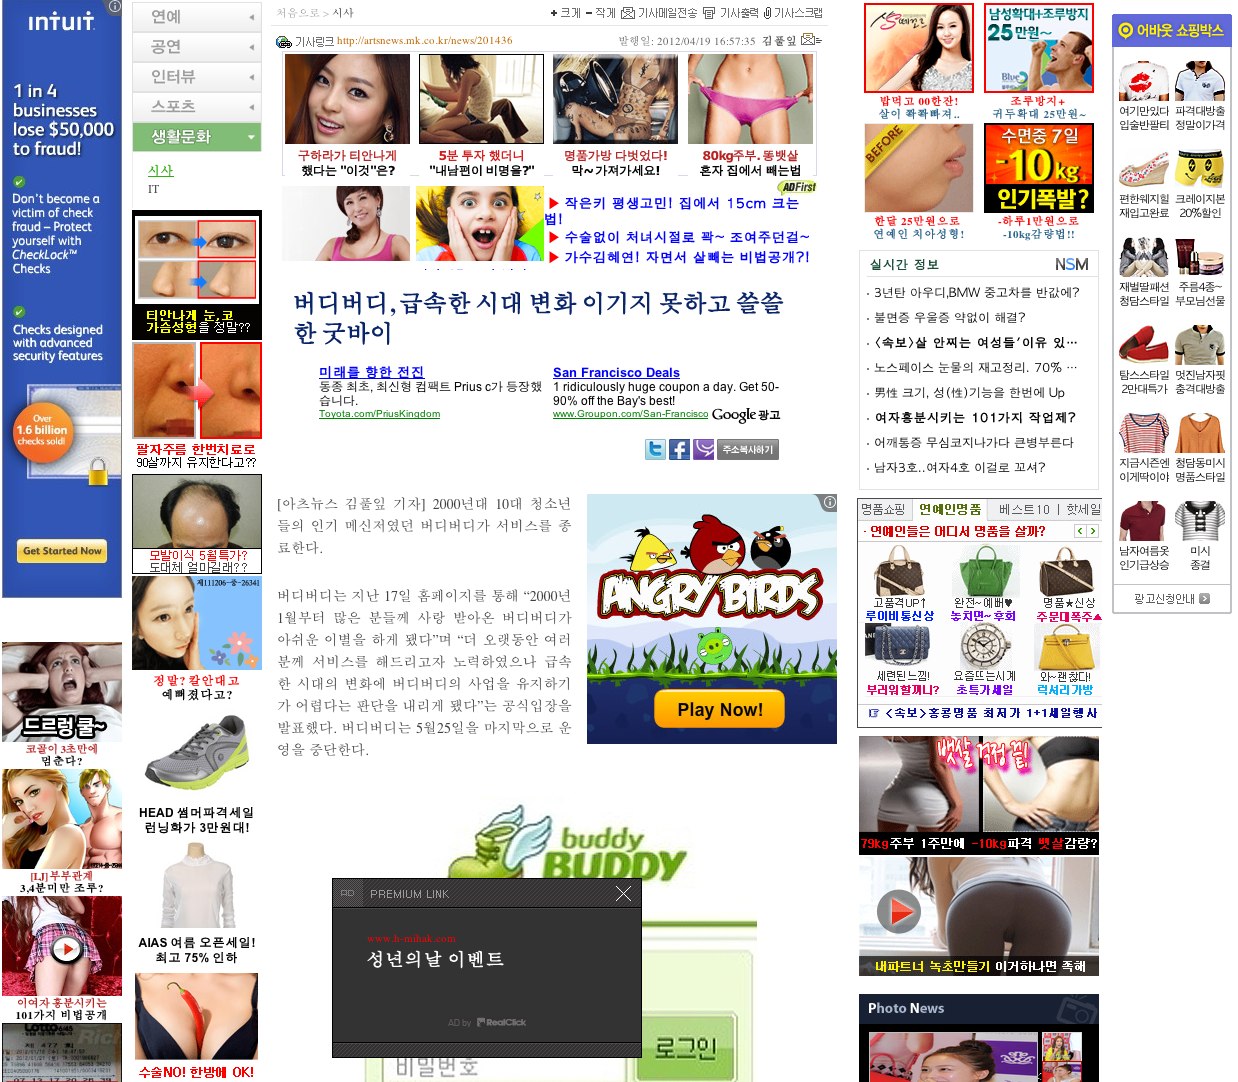 intuit.
1 in 4
businesses
lose $50,000
to fraud!
Don't become a
victim of check
fraud – Protect
yourself with
CheckLock™
Checks
Checks designed
with advanced
security features
Over
1.6 billion
checks sold!
Get Started Now
드르렁 쿨~
코골이 3초만에
멈춘다?
[LJ]부부관계
3,4분미만 조루?
이여자 흥분시키는
101가지 비법공개
연예
공연
인터뷰
스포츠
생활문화
시사
IT
티안나게 눈,코
가슴성형을 정말??
팔자주름 한번치료로
90살까지 유지한다고??
모발이식 5월특가?
도대체 얼마길래??
제111206-중-26341
정말? 칼안대고
예뻐졌다고?
HEAD 썸머파격세일
런닝화가 3만원대!
AIAS 여름 오픈세일!
최고 75% 인하
수술NO! 한방에 OK!
처음으로 > 시사
+ 크게 − 작게 기사메일전송 기사출력 기사스크랩
기사링크 http://artsnews.mk.co.kr/news/201436
발행일: 2012/04/19 16:57:35 김풀잎
구하라가 티안나게
했다는 "이것"은?
5분 투자 했더니
"내남편이 비명을?"
명품가방 다벗었다!
막~가져가세요!
80kg주부. 똥뱃살
혼자 집에서 빼는법
ADFirst
▶ 작은키 평생고민! 집에서 15cm 크는
법!
▶ 수술없이 처녀시절로 꽉~ 조여주던걸~
▶ 가수김혜연! 자면서 살빼는 비법공개?!
버디버디, 급속한 시대 변화 이기지 못하고 쓸쓸
한 굿바이
미래를 향한 전진
동종 최초, 최신형 컴팩트 Prius c가 등장했
습니다.
Toyota.com/PriusKingdom
San Francisco Deals
1 ridiculously huge coupon a day. Get 50-
90% off the Bay's best!
www.Groupon.com/San-Francisco
Google 광고
주소복사하기
[아츠뉴스 김풀잎 기자] 2000년대 10대 청소년
들의 인기 메신저였던 버디버디가 서비스를 종
료한다.
버디버디는 지난 17일 홈페이지를 통해 “2000년
1월부터 많은 분들께 사랑 받아온 버디버디가
아쉬운 이별을 하게 됐다”며 “더 오랫동안 여러
분께 서비스를 해드리고자 노력하였으나 급속
한 시대의 변화에 버디버디의 사업을 유지하기
가 어렵다는 판단을 내리게 됐다”는 공식입장을
발표했다. 버디버디는 5월25일을 마지막으로 운
영을 중단한다.
ANGRY BIRDS
Play Now!
buddy
BUDDY
AD PREMIUM LINK
www.h-mihak.com
성년의날 이벤트
AD by RealClick
비밀번호
로그인
밥먹고 00한잔!
살이 쫙쫙빠져..
남성확대+조루방지
25만원~
Blue
조루방지+
귀두확대 25만원~
BEFORE
한달 25만원으로
연예인 치아성형!
수면중 7일
-10kg
인기폭발?
-하루1만원으로
-10kg감량법!!
실시간 정보
NSM
· 3년탄 아우디,BMW 중고차를 반값에?
· 불면증 우울증 약없이 해결?
· <속보>살 안찌는 여성들'이유 있…
· 노스페이스 눈물의 재고정리. 70% …
· 男性 크기, 성(性)기능을 한번에 Up
· 여자흥분시키는 101가지 작업제?
· 어깨통증 무심코지나가다 큰병부른다
· 남자3호..여자4호 이걸로 꼬셔?
명품쇼핑 연예인명품 베스트10 | 핫세일
· 연예인들은 어디서 명품을 살까?
고품격UP↑
루이비통신상
완전~예뻐♥
놓치면~후회
명품★신상
주문대폭주▲
세련된느낌!
부러워할꺼니?
요즘뜨는시계
초특가세일
와~괜찮다!
럭셔리가방
☞ <속보>홍콩명품 최저가 1+1세일행사
뱃살 걱정 끝!
79kg주부 1주만에 -10kg파격 뱃살감량?
내파트너 녹초만들기 이거하나면 족해
Photo News
어바웃 쇼핑박스
여기만있다
입술반팔티
파격대방출
정말이가격
편한웨지힐
재입고완료
크레이지본
20%할인
재벌딸패션
청담스타일
주름4종~
부모님선물
탐스스타일
2만대특가
멋진남자핏
충격대방출
지금시즌엔
이게딱이야
청담동미시
명품스타일
남자여름옷
인기급상승
미시
종결
광고신청안내